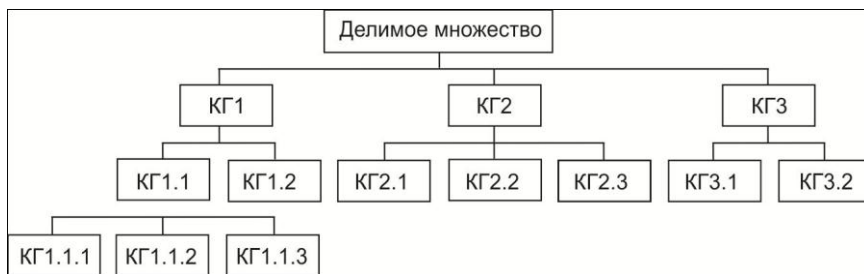 Делимое множество
КГ1 КГ2 КГ3
КГ1.1 КГ1.2 КГ2.1 КГ2.2 КГ2.3 КГ3.1 КГ3.2
КГ1.1.1 КГ1.1.2 КГ1.1.3